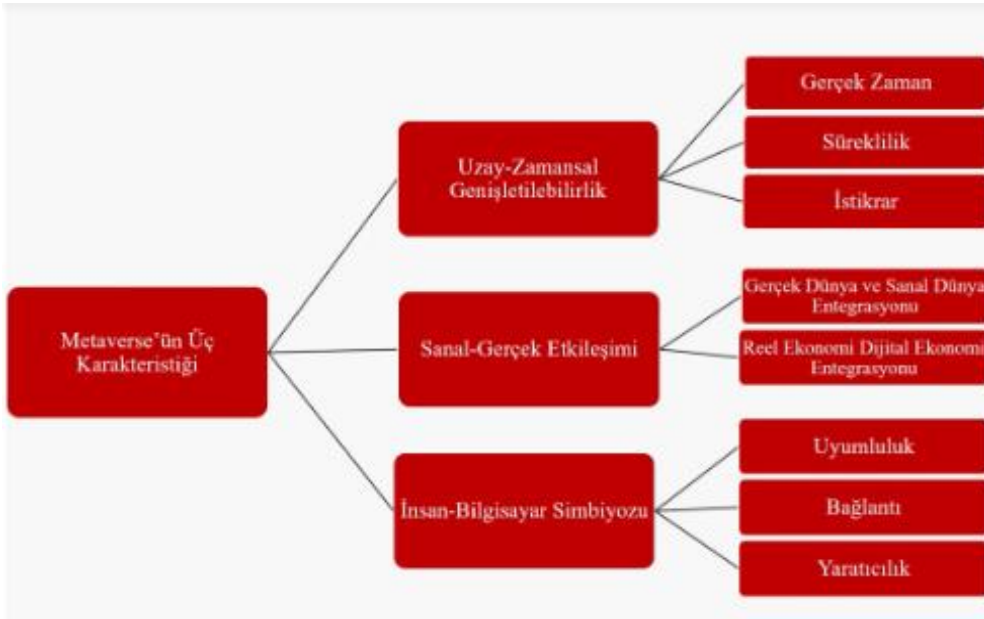 Metaverse'ün Üç
Karakteristiği
Uzay-Zamansal
Genişletilebilirlik
Gerçek Zaman
Süreklilik
İstikrar
Sanal-Gerçek Etkileşimi
Gerçek Dünya ve Sanal Dünya
Entegrasyonu
Reel Ekonomi Dijital Ekonomi
Entegrasyonu
İnsan-Bilgisayar Simbiyozu
Uyumluluk
Bağlantı
Yaratıcılık